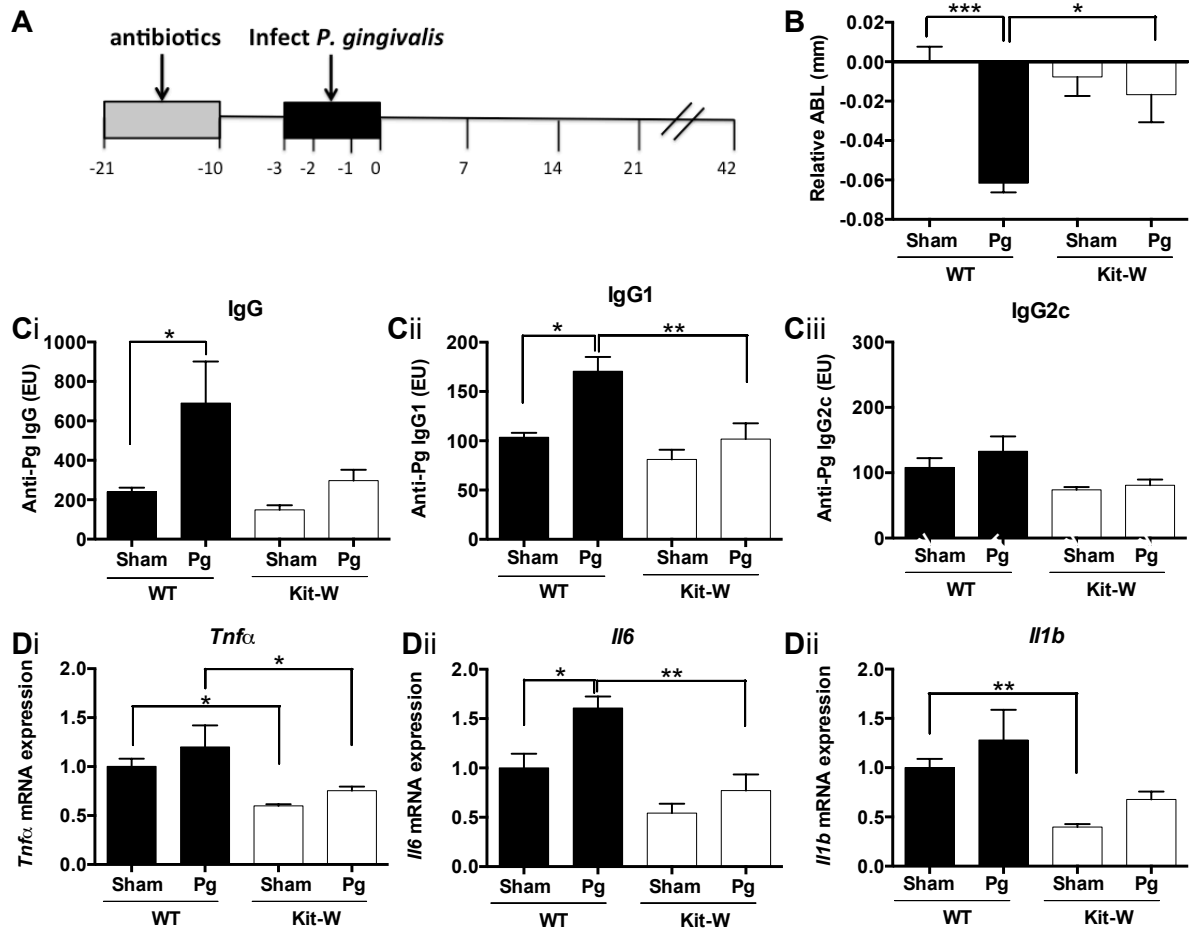 A
antibiotics Infect P. gingivalis
-21 -10 -3 -2 -1 0 7 14 21 42
B
Relative ABL (mm)
0.02
0.00
-0.02
-0.04
-0.06
-0.08
*** *
Sham Pg Sham Pg
WT Kit-W
Ci
IgG
Anti-Pg IgG (EU)
1000
800
600
400
200
0
*
Sham Pg Sham Pg
WT Kit-W
Cii
IgG1
Anti-Pg IgG1 (EU)
200
150
100
50
0
* **
Sham Pg Sham Pg
WT Kit-W
Ciii
IgG2c
Anti-Pg IgG2c (EU)
300
200
100
0
Sham Pg Sham Pg
WT Kit-W
Di
Tnfα
Tnfα mRNA expression
2.0
1.5
1.0
0.5
0.0
*
*
Sham Pg Sham Pg
WT Kit-W
Dii
Il6
Il6 mRNA expression
2.0
1.5
1.0
0.5
0.0
* **
Sham Pg Sham Pg
WT Kit-W
Dii
Il1b
Il1b mRNA expression
2.0
1.5
1.0
0.5
0.0
**
Sham Pg Sham Pg
WT Kit-W